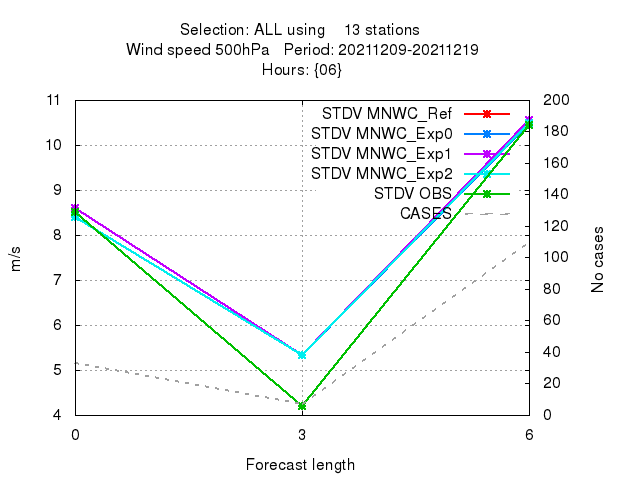 Selection: ALL using 13 stations
Wind speed 500hPa Period: 20211209-20211219
Hours: {06}
11
10
9
8
7
6
5
4
m/s
200
180
160
140
120
100
80
60
40
20
0
No cases
STDV MNWC_Ref
STDV MNWC_Exp0
STDV MNWC_Exp1
STDV MNWC_Exp2
STDV OBS
CASES
0 3 6
Forecast length